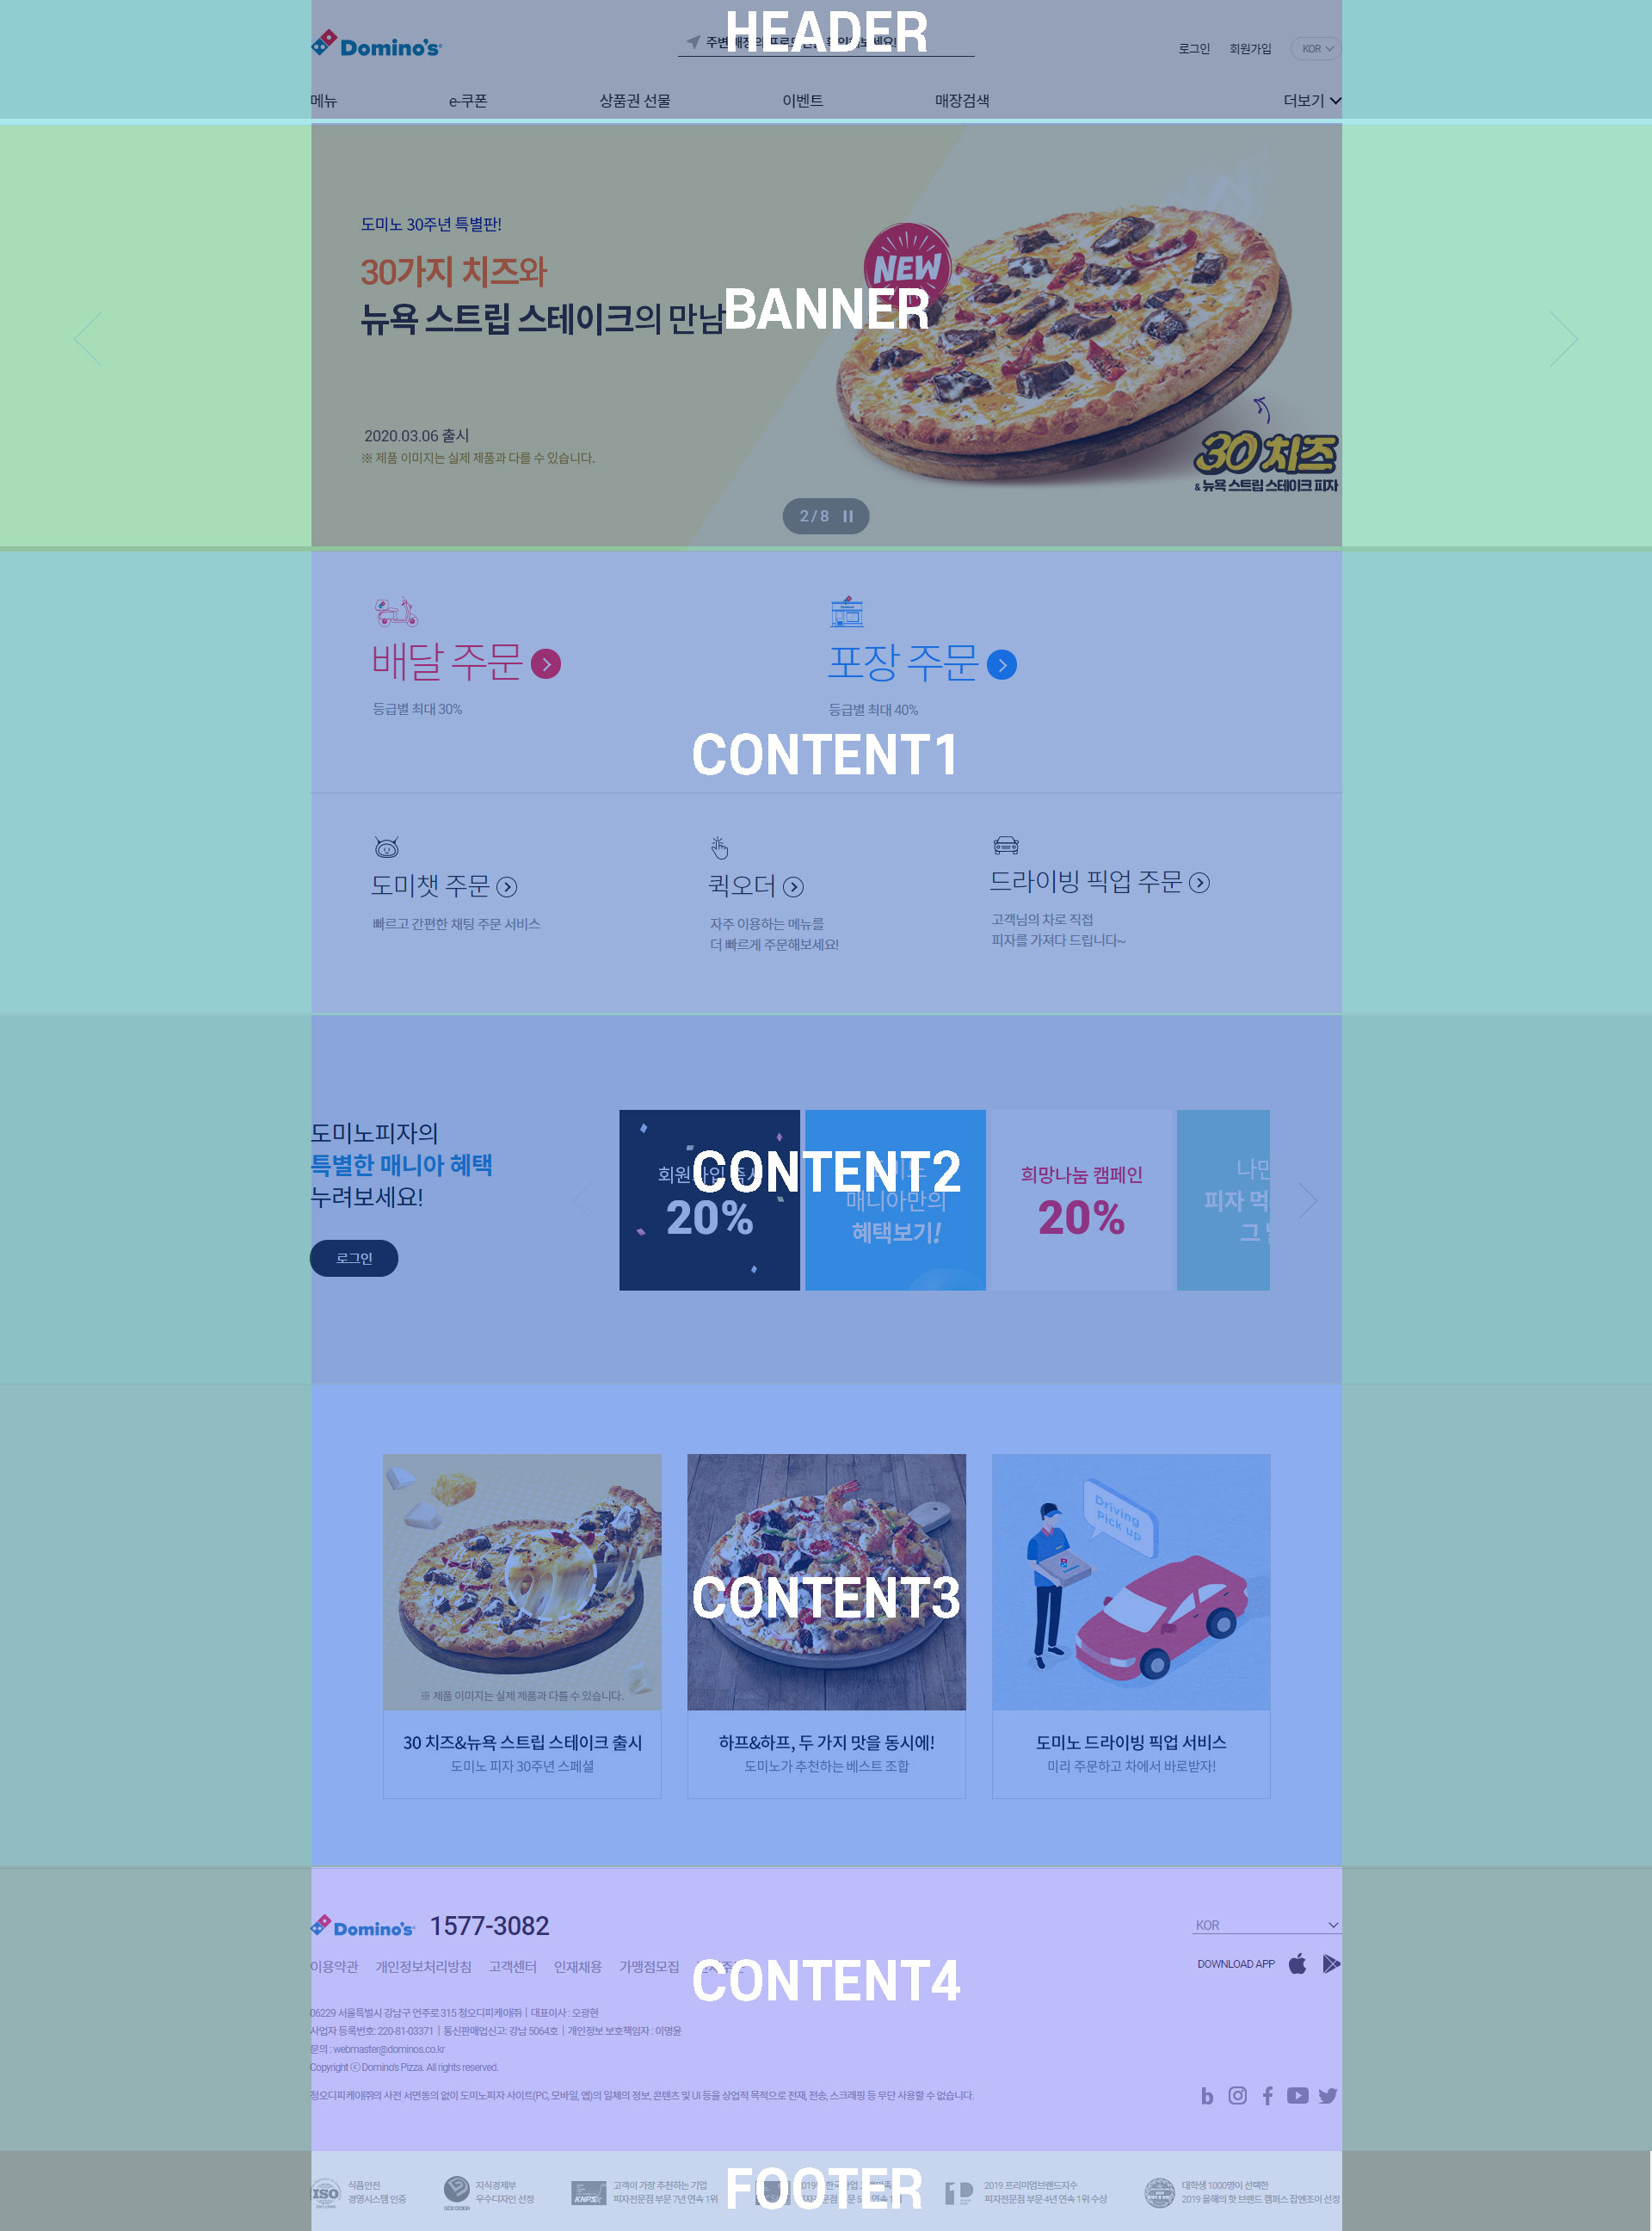 HEADER
Domino's
로그인 회원가입 KOR
메뉴 e-쿠폰 상품권 선물 이벤트 매장검색 더보기
도미노 30주년 특별판!
30가지 치즈와
뉴욕 스트립 스테이크의 만남
NEW
BANNER
2020.03.06 출시
※ 제품 이미지는 실제 제품과 다를 수 있습니다.
30 치즈
& 뉴욕 스트립 스테이크 피자
2 / 8
배달 주문
등급별 최대 30%
포장 주문
등급별 최대 40%
CONTENT1
도미챗 주문
빠르고 간편한 채팅 주문 서비스
퀵오더
자주 이용하는 메뉴를
더 빠르게 주문해보세요!
드라이빙 픽업 주문
고객님의 차로 직접
피자를 가져다 드립니다~
도미노피자의
특별한 매니아 혜택
누려보세요!
로그인
회원가입
20%
CONTENT2
매니아만의
혜택보기!
희망나눔 캠페인
20%
피자 먹
그
Driving
Pick up
CONTENT3
※ 제품 이미지는 실제 제품과 다를 수 있습니다.
30 치즈&뉴욕 스트립 스테이크 출시
도미노 피자 30주년 스페셜
하프&하프, 두 가지 맛을 동시에!
도미노가 추천하는 베스트 조합
도미노 드라이빙 픽업 서비스
미리 주문하고 차에서 바로받자!
Domino's 1577-3082
KOR
이용약관 개인정보처리방침 고객센터 인재채용 가맹점모집
CONTENT4
DOWNLOAD APP
06229 서울특별시 강남구 언주로 315 청오디피케이㈜ | 대표이사 : 오광현
사업자 등록번호: 220-81-03371 | 통신판매업신고: 강남 5064호 | 개인정보 보호책임자 : 이명윤
문의 : webmaster@dominos.co.kr
Copyright ⓒ Domino's Pizza. All rights reserved.
청오디피케이㈜의 사전 서면동의 없이 도미노피자 사이트(PC, 모바일, 앱)의 일체의 정보, 콘텐츠 및 UI 등을 상업적 목적으로 전재, 전송, 스크래핑 등 무단 사용할 수 없습니다.
ISO
식품안전
경영시스템 인증
GOOD DESIGN
지식경제부
우수디자인 선정
KNPS
고객이 가장 추천하는 기업
피자전문점 부문 7년 연속 1위
FOOTER
2019 프리미엄브랜드지수
피자전문점 부문 4년 연속 1위 수상
대학생 1000명이 선택한
2019 올해의 핫 브랜드 캠퍼스 잡앤조이 선정